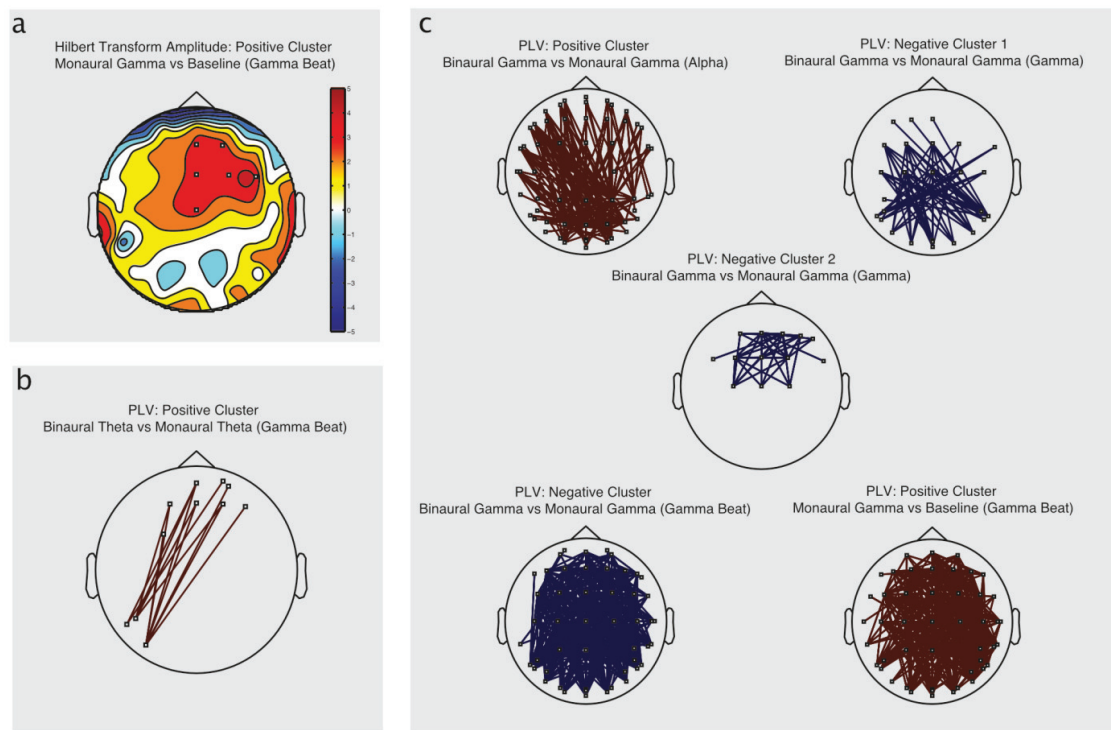 a
Hilbert Transform Amplitude: Positive Cluster
Monaural Gamma vs Baseline (Gamma Beat)
5
4
3
2
1
0
-1
-2
-3
-4
-5
b
PLV: Positive Cluster
Binaural Theta vs Monaural Theta (Gamma Beat)
c
PLV: Positive Cluster
Binaural Gamma vs Monaural Gamma (Alpha)
PLV: Negative Cluster 1
Binaural Gamma vs Monaural Gamma (Gamma)
PLV: Negative Cluster 2
Binaural Gamma vs Monaural Gamma (Gamma)
PLV: Negative Cluster
Binaural Gamma vs Monaural Gamma (Gamma Beat)
PLV: Positive Cluster
Monaural Gamma vs Baseline (Gamma Beat)